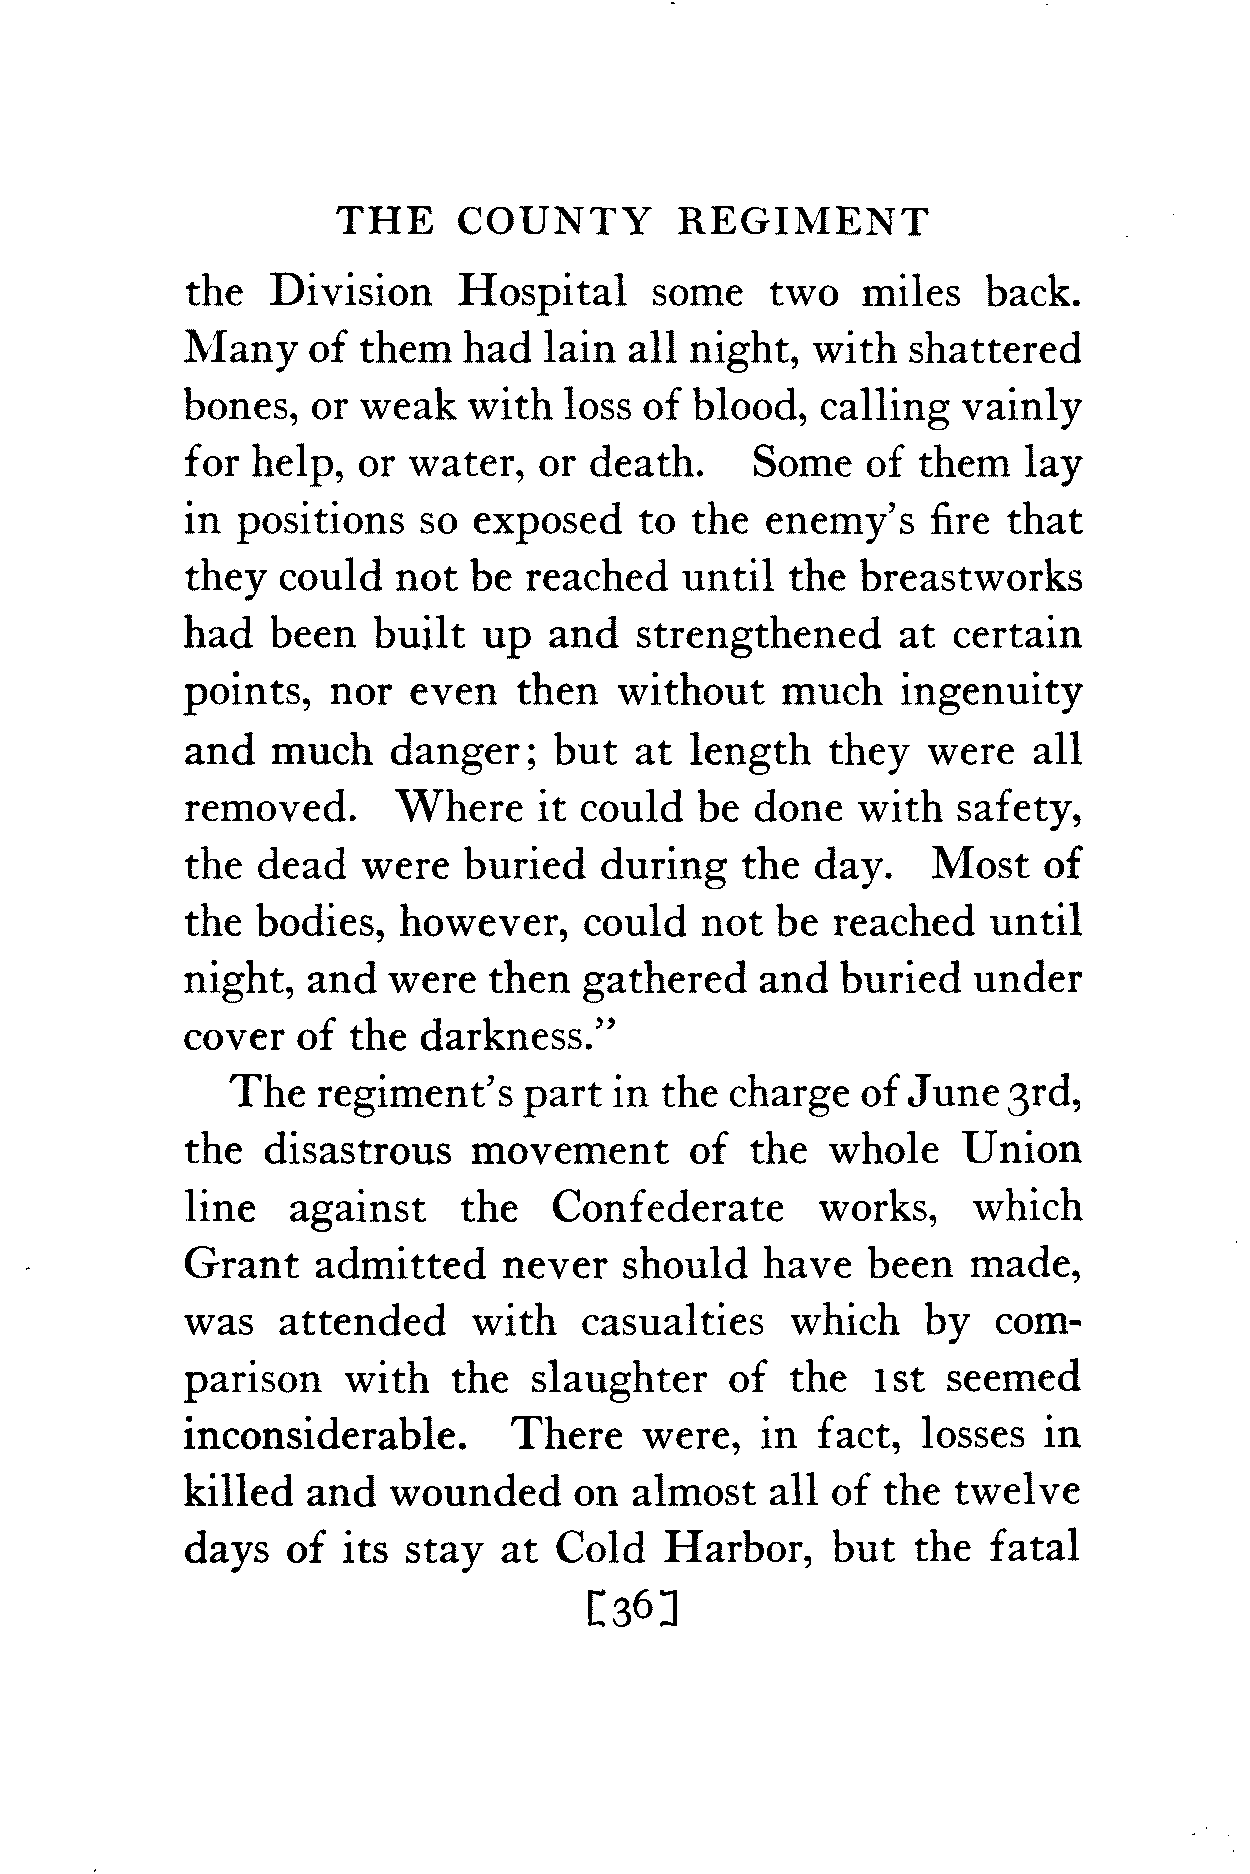 THE COUNTY REGIMENT
the Division Hospital some two miles back.
Many of them had lain all night, with shattered
bones, or weak with loss of blood, calling vainly
for help, or water, or death. Some of them lay
in positions so exposed to the enemy's fire that
they could not be reached until the breastworks
had been built up and strengthened at certain
points, nor even then without much ingenuity
and much danger; but at length they were all
removed. Where it could be done with safety,
the dead were buried during the day. Most of
the bodies, however, could not be reached until
night, and were then gathered and buried under
cover of the darkness."
The regiment's part in the charge of June 3rd,
the disastrous movement of the whole Union
line against the Confederate works, which
Grant admitted never should have been made,
was attended with casualties which by com-
parison with the slaughter of the 1st seemed
inconsiderable. There were, in fact, losses in
killed and wounded on almost all of the twelve
days of its stay at Cold Harbor, but the fatal
[36]